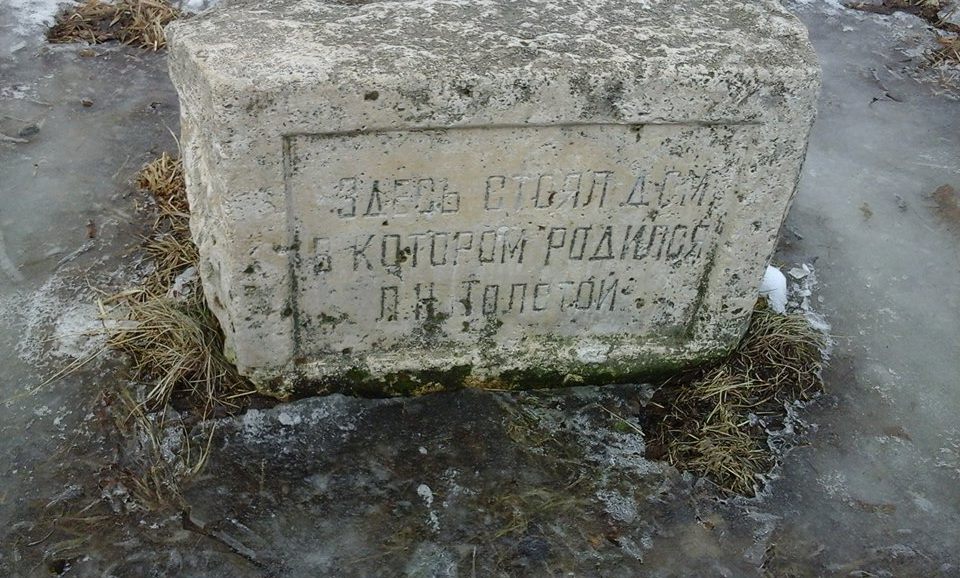 ЗДЕСЬ СТОЯЛ ДОМ
В КОТОРОМ РОДИЛСЯ
Л.Н. ТОЛСТОЙ